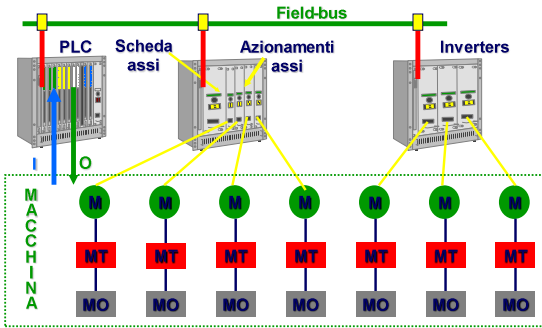 Field-bus
PLC
Scheda
assi
Azionamenti
assi
Inverters
I
O
MACCHINA
M M M M M M M
MT MT MT MT MT MT MT
MO MO MO MO MO MO MO